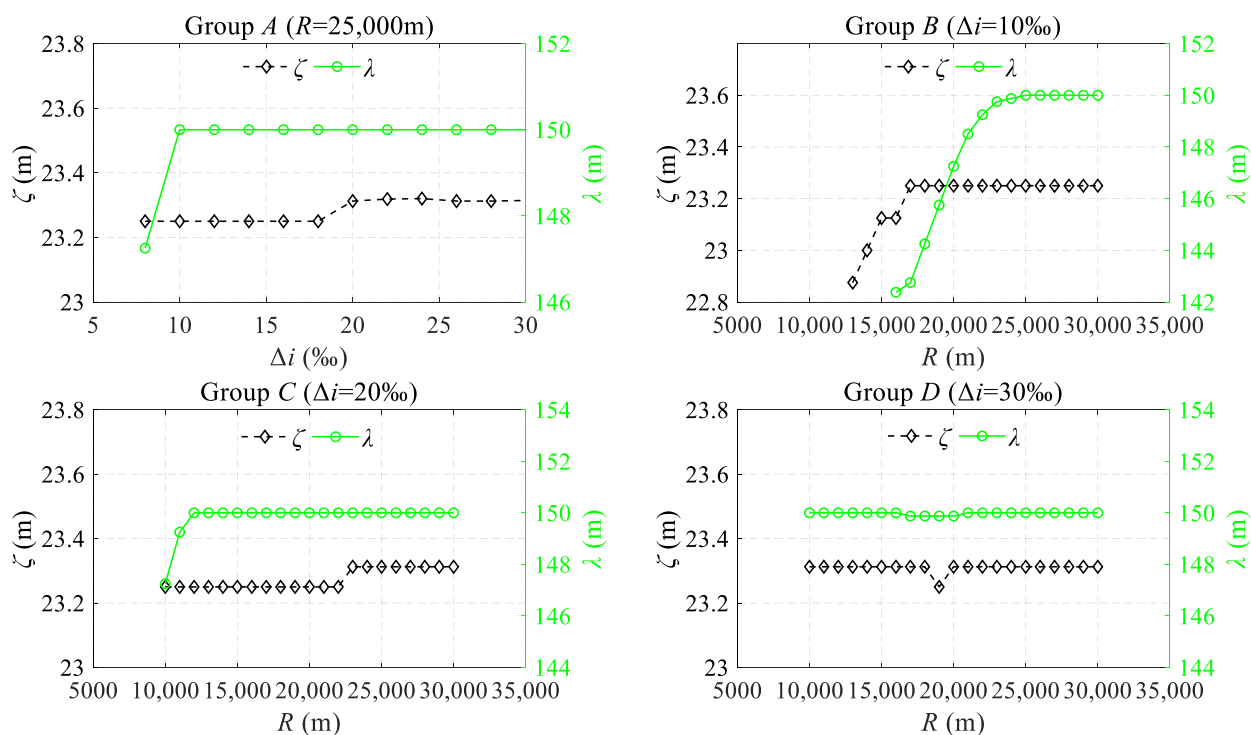 Group A (R=25,000m)
23.8
23.6
23.4
23.2
23
ζ (m)
ζ λ
152
150
148
146
λ (m)
5 10 15 20 25 30
Δi (‰)
Group B (Δi=10‰)
23.6
23.4
23.2
23
22.8
ζ (m)
ζ λ
152
150
148
146
144
142
λ (m)
5000 10,000 15,000 20,000 25,000 30,000 35,000
R (m)
Group C (Δi=20‰)
23.8
23.6
23.4
23.2
23
ζ (m)
ζ λ
154
152
150
148
146
144
λ (m)
5000 10,000 15,000 20,000 25,000 30,000 35,000
R (m)
Group D (Δi=30‰)
23.8
23.6
23.4
23.2
23
ζ (m)
ζ λ
154
152
150
148
146
144
λ (m)
5000 10,000 15,000 20,000 25,000 30,000 35,000
R (m)